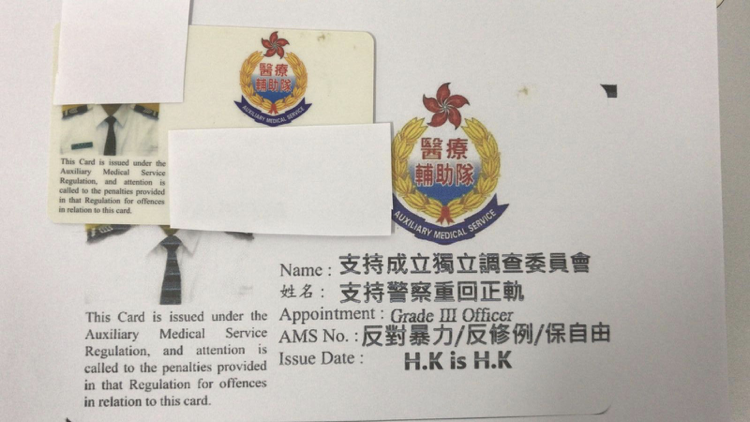 醫療
輔助隊
AUXILIARY MEDICAL SERVICE
This Card is issued under the
Auxiliary Medical Service
Regulation, and attention is
called to the penalties provided
in that Regulation for offences
in relation to this card.
醫療
輔助隊
AUXILIARY MEDICAL SERVICE
Name : 支持成立獨立調查委員會
姓名 : 支持警察重回正軌
Appointment : Grade III Officer
AMS No. : 反對暴力/反修例/保自由
Issue Date : H.K is H.K
This Card is issued under the
Auxiliary Medical Service
Regulation, and attention is
called to the penalties provided
in that Regulation for offences
in relation to this card.